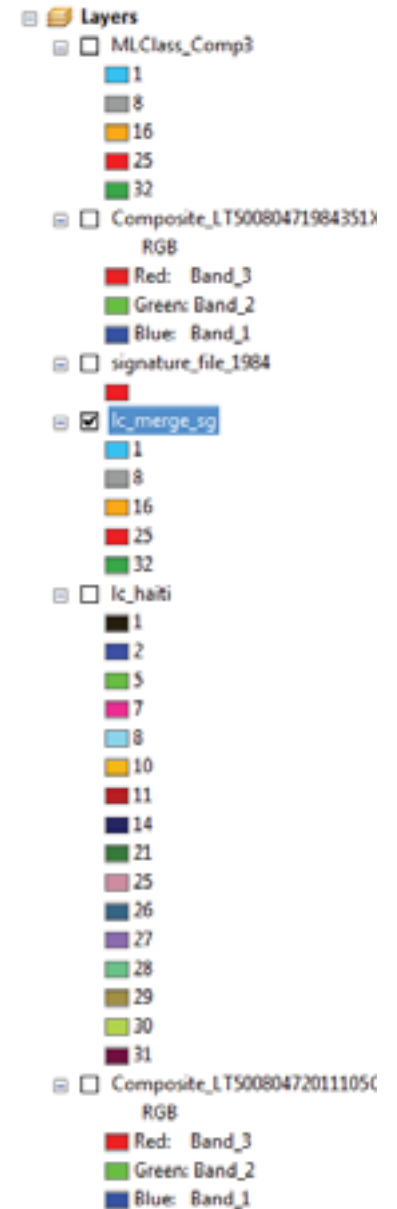 Layers
MLClass_Comp3
1
8
16
25
32
Composite_LT50080471984351X
RGB
Red: Band_3
Green: Band_2
Blue: Band_1
signature_file_1984
lc_merge_sg
1
8
16
25
32
lc_haiti
1
2
5
7
8
10
11
14
21
25
26
27
28
29
30
31
Composite_LT50080472011105C
RGB
Red: Band_3
Green: Band_2
Blue: Band_1